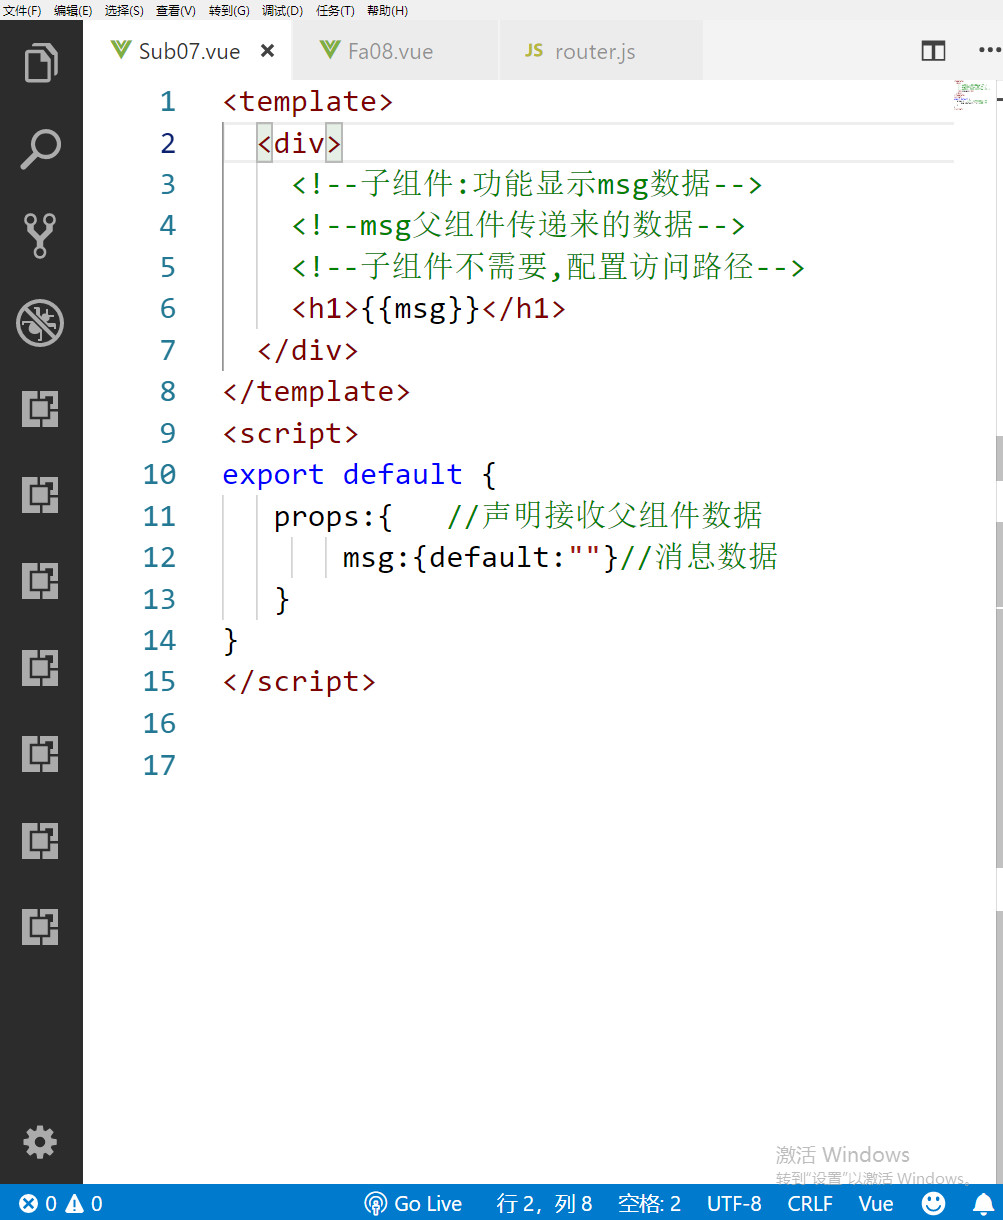 文件(F) 编辑(E) 选择(S) 查看(V) 转到(G) 调试(D) 任务(T) 帮助(H)
Sub07.vue × Fa08.vue JS router.js
1 <template>
2 <div>
3 <!--子组件:功能显示msg数据-->
4 <!--msg父组件传递来的数据-->
5 <!--子组件不需要,配置访问路径-->
6 <h1>{{msg}}</h1>
7 </div>
8 </template>
9 <script>
10 export default {
11 props:{ //声明接收父组件数据
12 msg:{default:""}//消息数据
13 }
14 }
15 </script>
16
17
激活 Windows
转到"设置"以激活 Windows。
0 0 Go Live 行 2，列 8 空格: 2 UTF-8 CRLF Vue